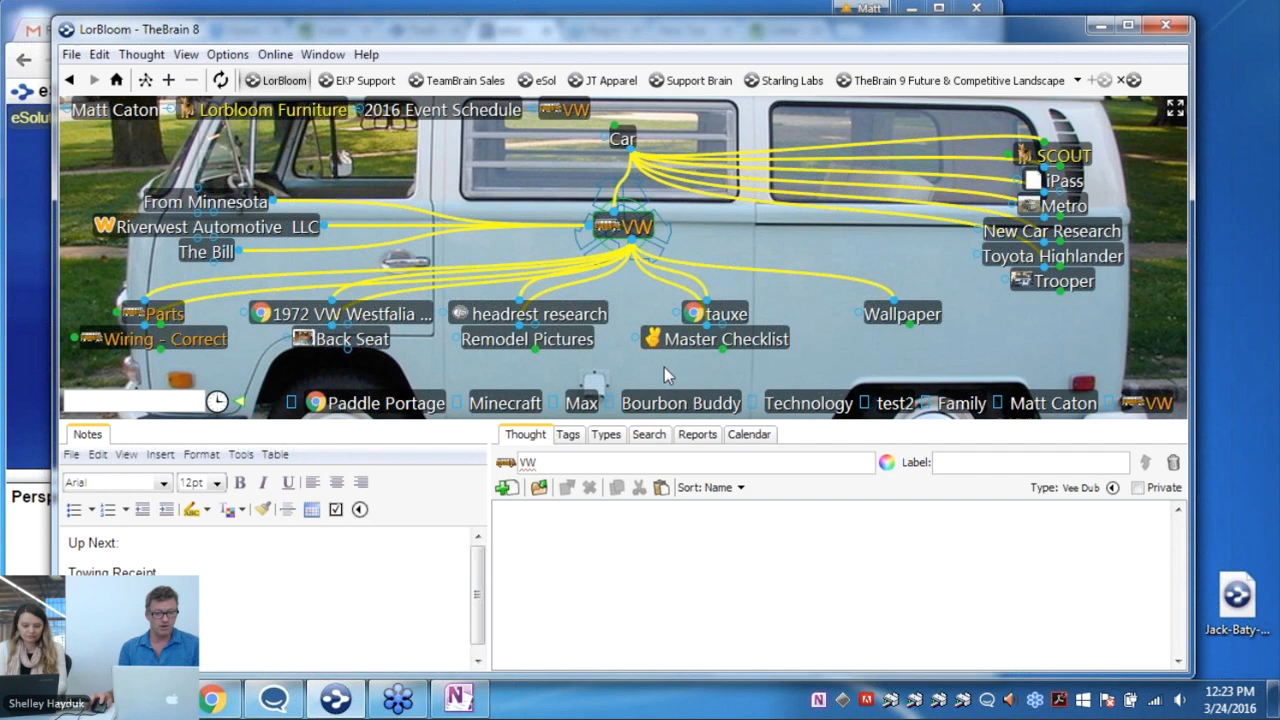 Matt
LorBloom - TheBrain 8
File Edit Thought View Options Online Window Help
LorBloom EKP Support TeamBrain Sales eSol JT Apparel Support Brain Starling Labs TheBrain 9 Future & Competitive Landscape
e
eSolut
Matt Caton Lorbloom Furniture 2016 Event Schedule VW
Car
SCOUT
iPass
From Minnesota
Metro
Riverwest Automotive LLC
VW
New Car Research
The Bill
Toyota Highlander
Trooper
Parts 1972 VW Westfalia ... headrest research tauxe Wallpaper
Wiring - Correct Back Seat Remodel Pictures Master Checklist
Paddle Portage Minecraft Max Bourbon Buddy Technology test2 Family Matt Caton VW
Notes
Thought Tags Types Search Reports Calendar
File Edit View Insert Format Tools Table
VW Label:
Arial 12pt B I U
Sort: Name Type: Vee Dub Private
Persp
Up Next:
Towing Receipt
Jack-Baty-...
Shelley Hayduk
12:23 PM
3/24/2016